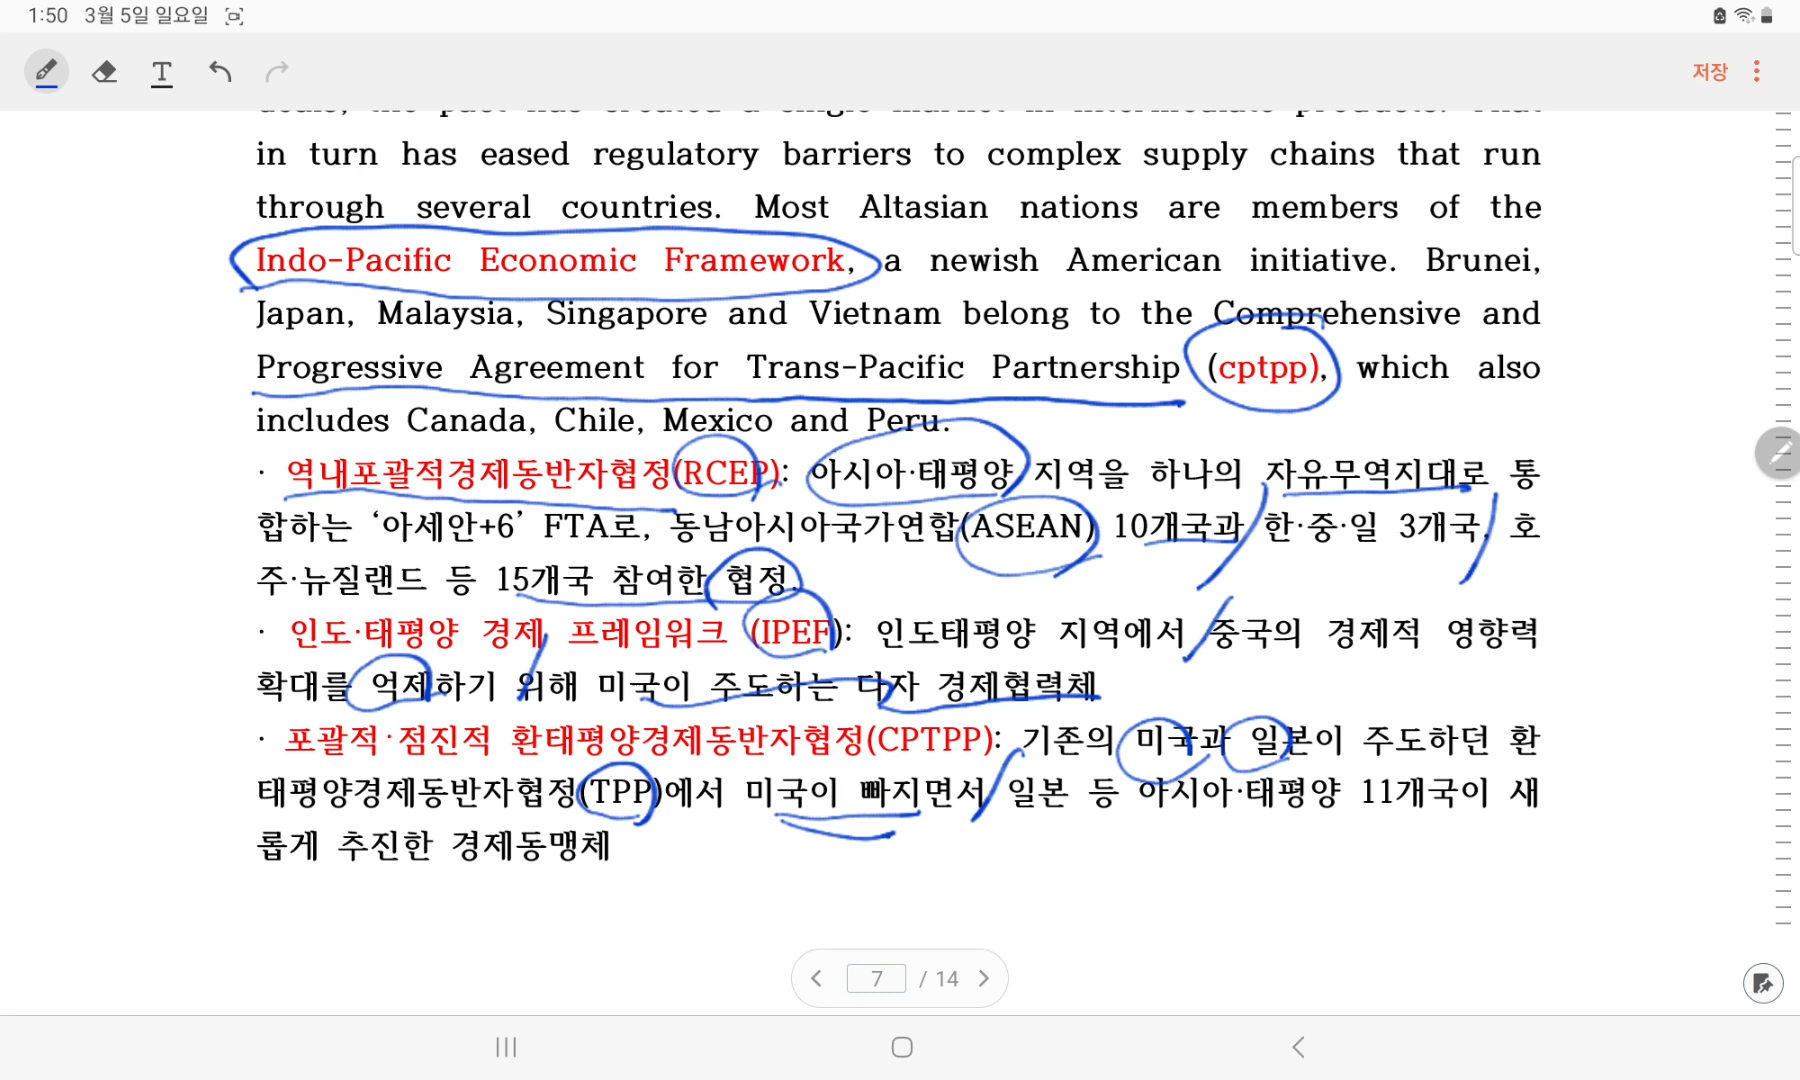 1:50 3월 5일 일요일
저장
deals, the pact has created a single market in intermediate products. That
in turn has eased regulatory barriers to complex supply chains that run
through several countries. Most Altasian nations are members of the
Indo-Pacific Economic Framework, a newish American initiative. Brunei,
Japan, Malaysia, Singapore and Vietnam belong to the Comprehensive and
Progressive Agreement for Trans-Pacific Partnership (cptpp), which also
includes Canada, Chile, Mexico and Peru.
· 역내포괄적경제동반자협정(RCEP): 아시아·태평양 지역을 하나의 자유무역지대로 통
합하는 ‘아세안+6’ FTA로, 동남아시아국가연합(ASEAN) 10개국과 한·중·일 3개국, 호
주·뉴질랜드 등 15개국 참여한 협정.
· 인도·태평양 경제 프레임워크 (IPEF): 인도태평양 지역에서 중국의 경제적 영향력
확대를 억제하기 위해 미국이 주도하는 다자 경제협력체
· 포괄적·점진적 환태평양경제동반자협정(CPTPP): 기존의 미국과 일본이 주도하던 환
태평양경제동반자협정(TPP)에서 미국이 빠지면서 일본 등 아시아·태평양 11개국이 새
롭게 추진한 경제동맹체
7 / 14